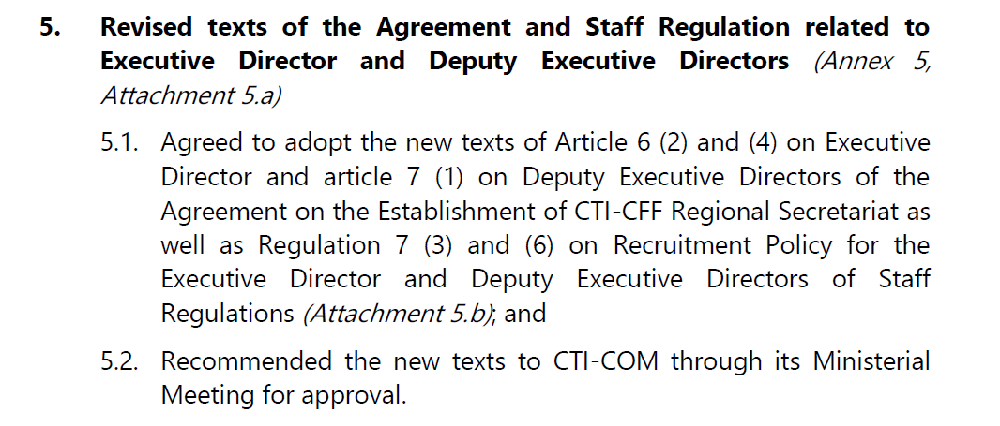 5. Revised texts of the Agreement and Staff Regulation related to
Executive Director and Deputy Executive Directors (Annex 5,
Attachment 5.a)
5.1. Agreed to adopt the new texts of Article 6 (2) and (4) on Executive
Director and article 7 (1) on Deputy Executive Directors of the
Agreement on the Establishment of CTI-CFF Regional Secretariat as
well as Regulation 7 (3) and (6) on Recruitment Policy for the
Executive Director and Deputy Executive Directors of Staff
Regulations (Attachment 5.b); and
5.2. Recommended the new texts to CTI-COM through its Ministerial
Meeting for approval.